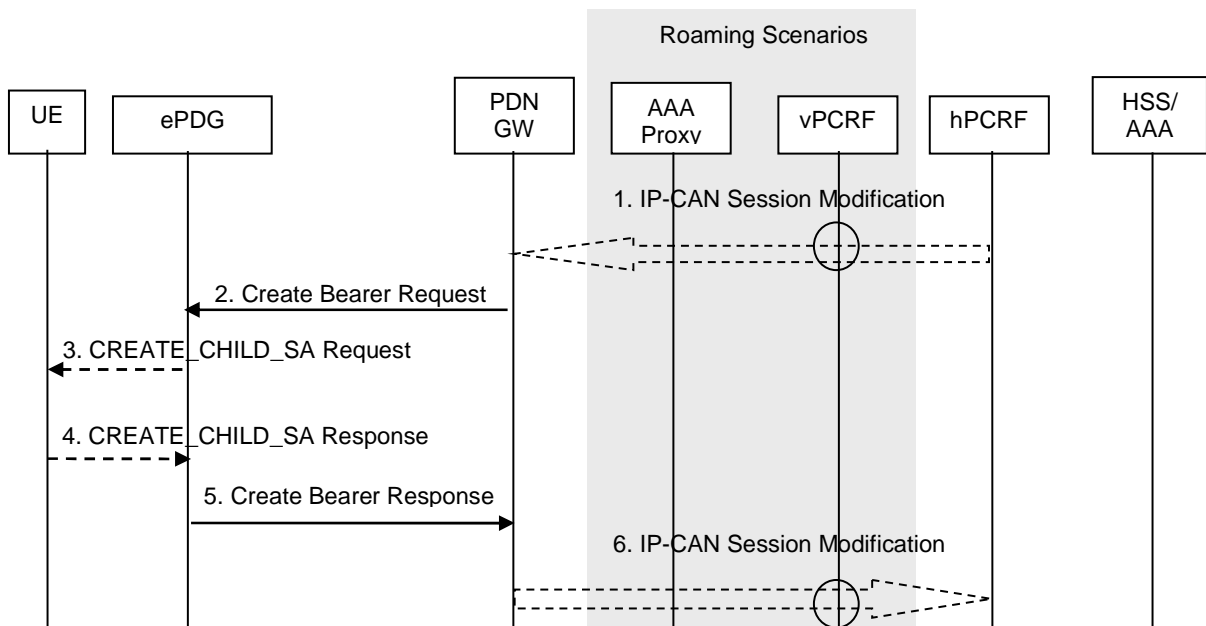 Roaming Scenarios
UE
ePDG
PDN
GW
AAA
Proxy
vPCRF
hPCRF
HSS/
AAA
1. IP-CAN Session Modification
2. Create Bearer Request
3. CREATE_CHILD_SA Request
4. CREATE_CHILD_SA Response
5. Create Bearer Response
6. IP-CAN Session Modification